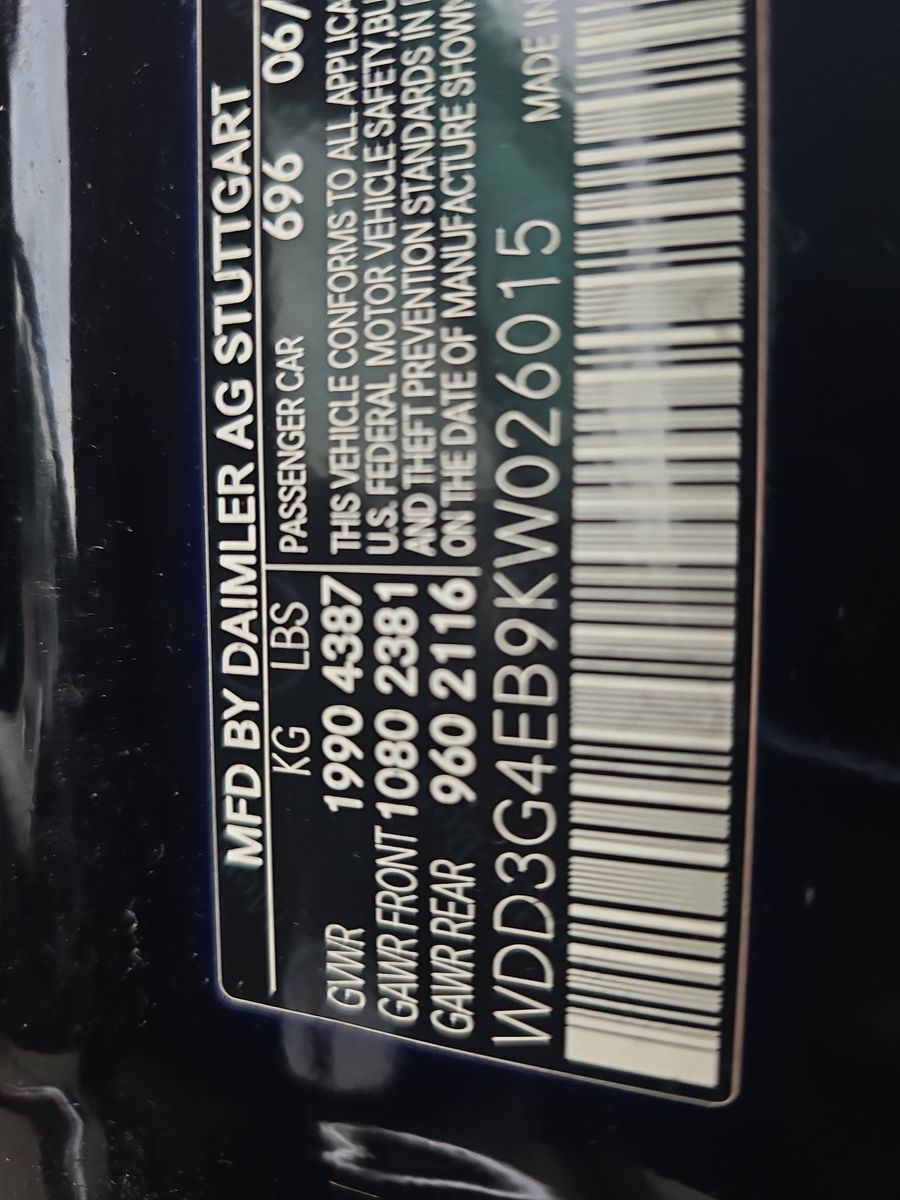 MFD BY DAIMLER AG STUTTGART
KG LBS PASSENGER CAR 696 06/
GVWR 1990 4387 THIS VEHICLE CONFORMS TO ALL
GAWR FRONT 1080 2381 U.S. FEDERAL MOTOR VEHICLE SAFETY,
GAWR REAR 960 2116 AND THEFT PREVENTION STANDARDS IN
ON THE DATE OF MANUFACTURE SHOWN
WDD3G4EB9KW026015 MADE IN